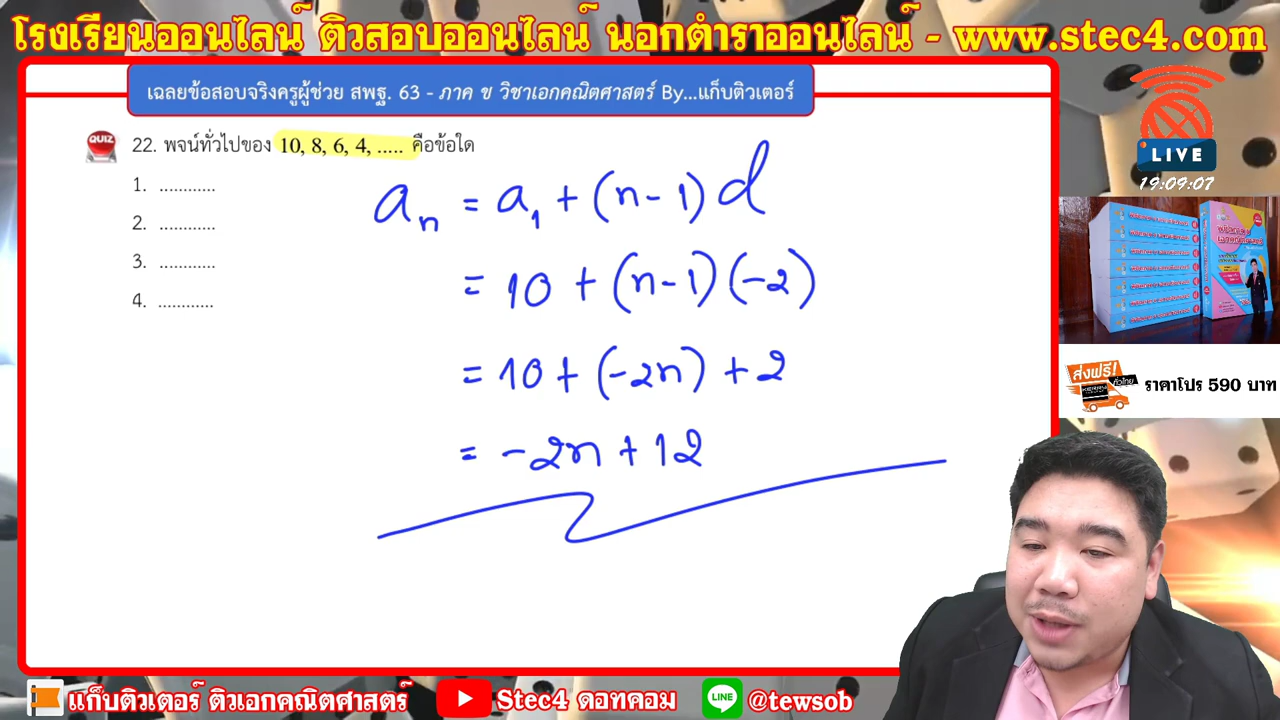 โรงเรียนออนไลน์ ติวสอบออนไลน์ นอกตำราออนไลน์ - www.stec4.com
เฉลยข้อสอบจริงครูผู้ช่วย สพฐ. 63 - ภาค ข วิชาเอกคณิตศาสตร์ By...แก็บติวเตอร์
QUIZ
22. พจน์ทั่วไปของ 10, 8, 6, 4, ..... คือข้อใด
1. ............
2. ............
3. ............
4. ............
aₙ = a₁ + (n-1) d
= 10 + (n-1) (-2)
= 10 + (-2n) + 2
= -2n + 12
LIVE
19:09:07
ส่งฟรี!
ทั่วไทย
ราคาโปร 590 บาท
แก็บติวเตอร์ ติวเอกคณิตศาสตร์
Stec4 ดอทคอม
LINE
@tewsob